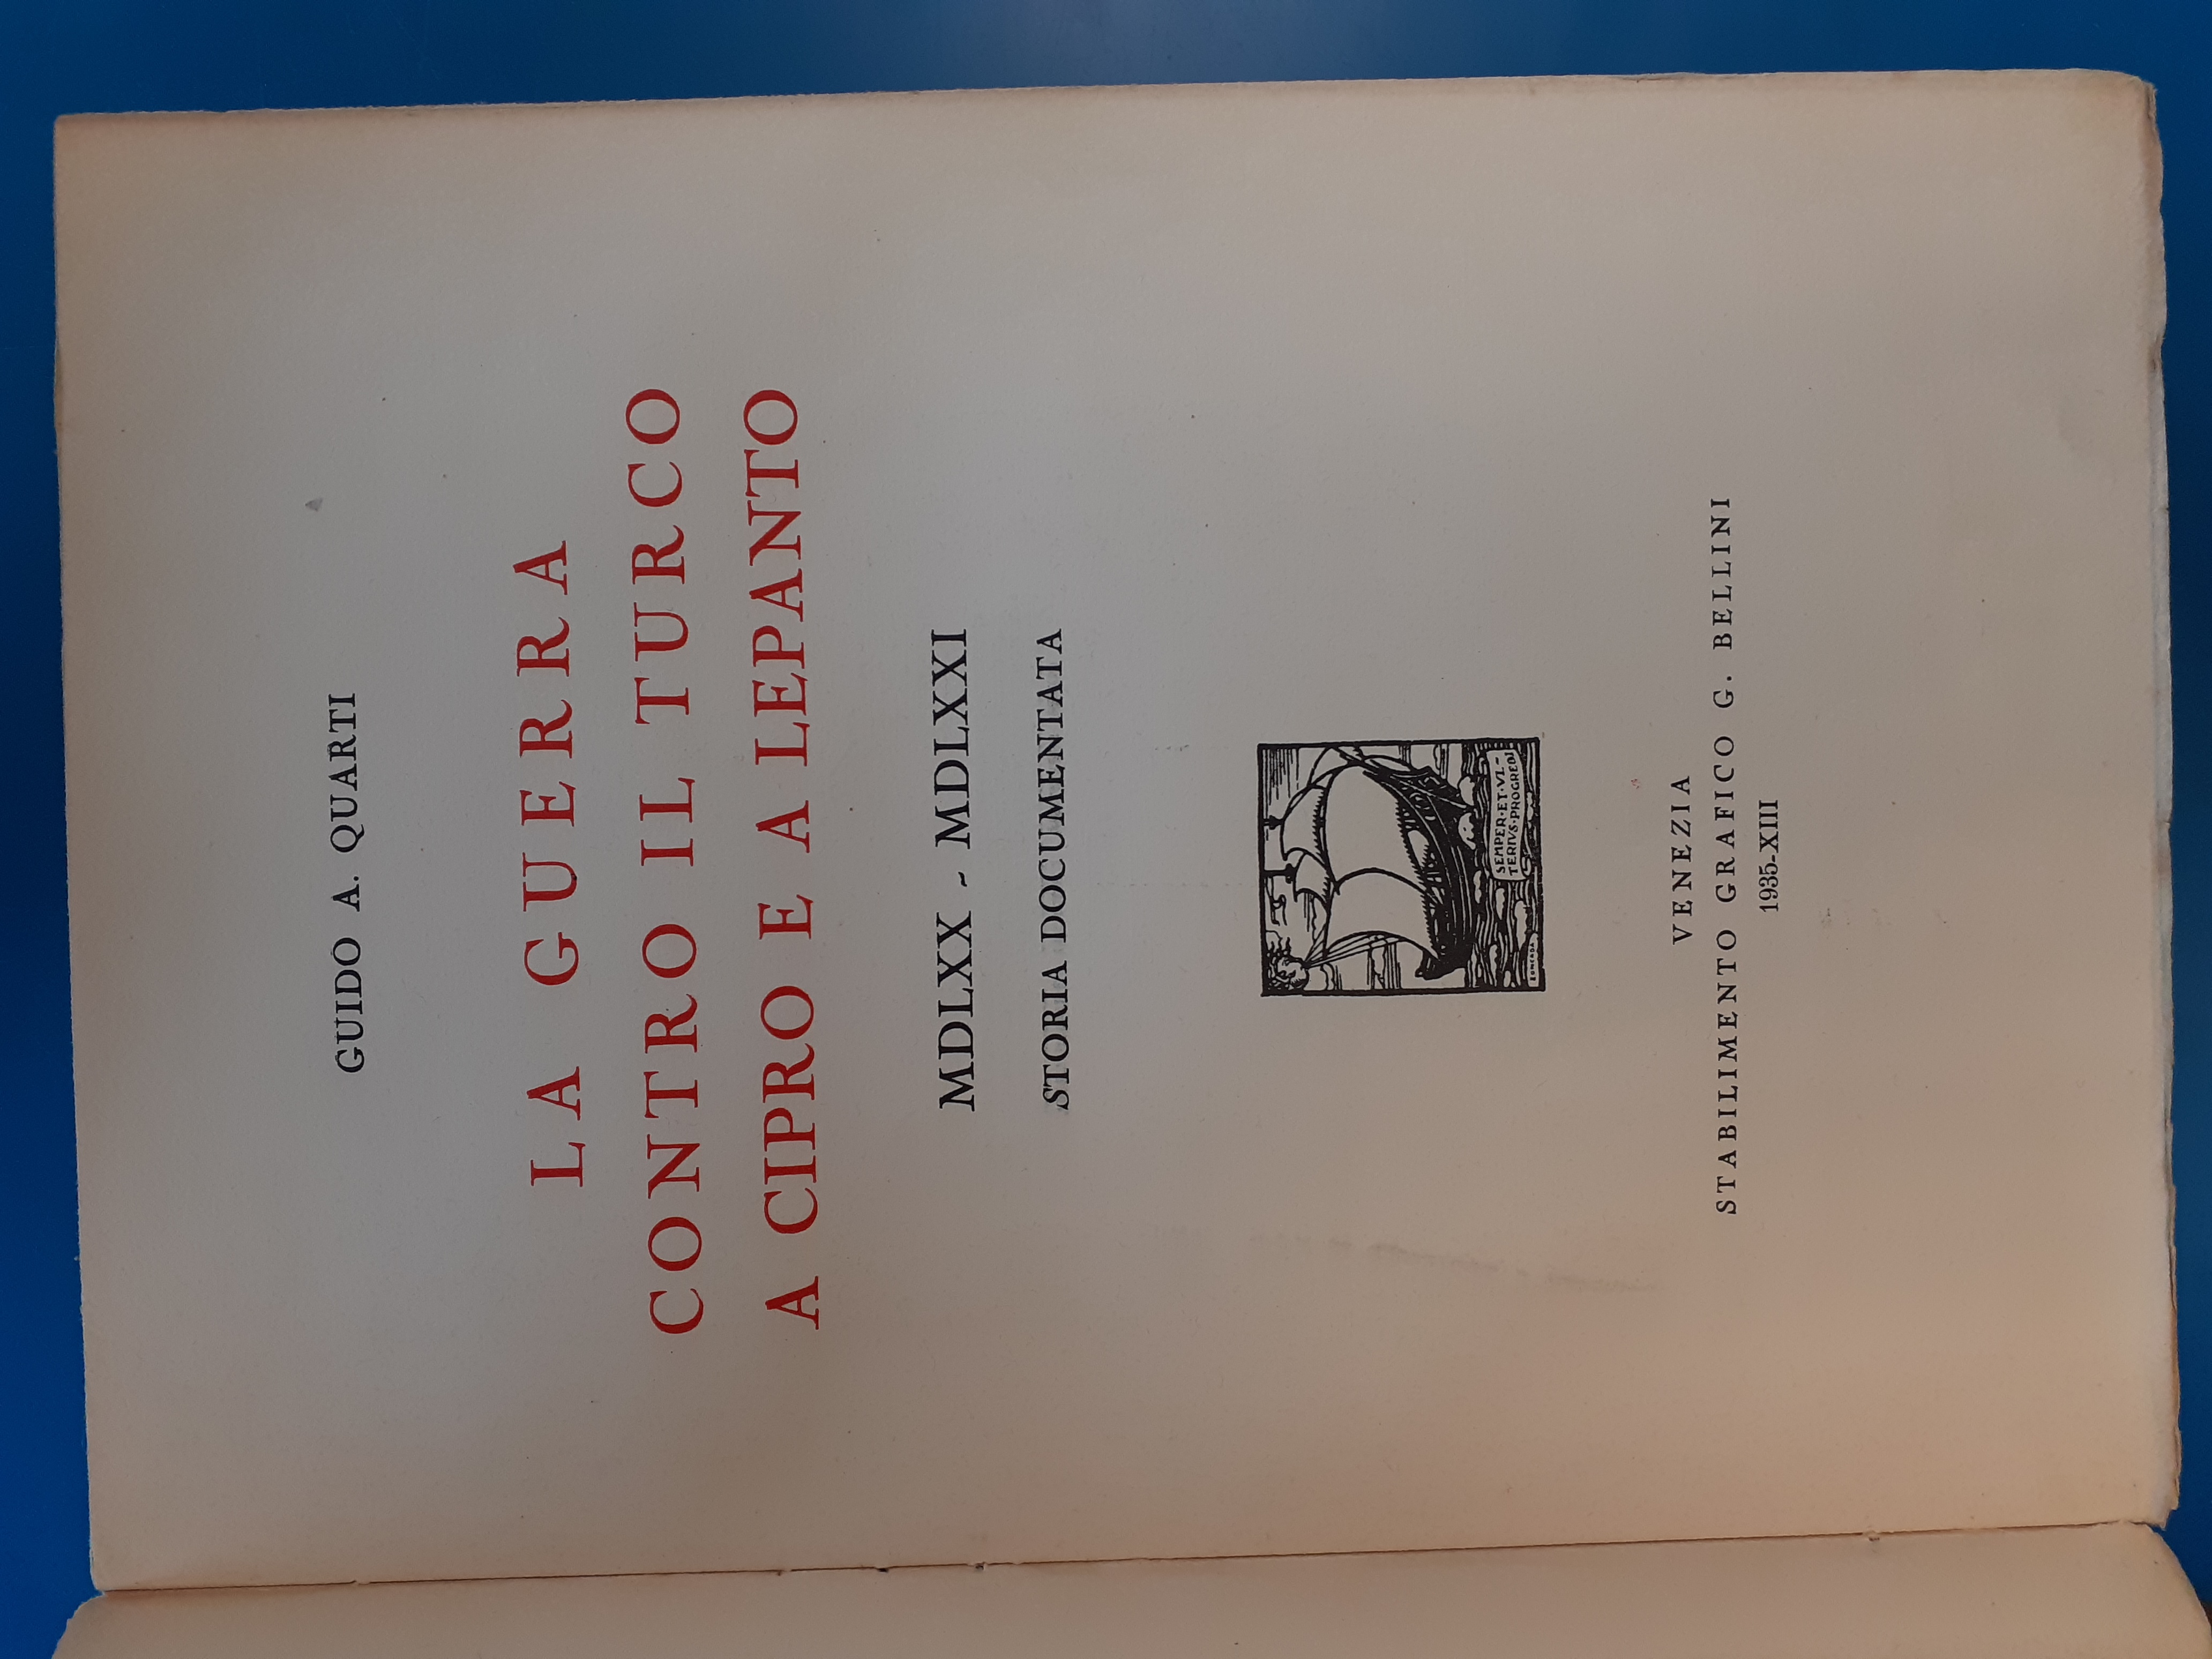 GUIDO A. QUARTI
LA GUERRA
CONTRO IL TURCO
A CIPRO E A LEPANTO
MDLXX - MDLXXI
STORIA DOCUMENTATA
SEMPER·ET·VL-
TERIVS·PROGREDI
VENEZIA
STABILIMENTO GRAFICO G. BELLINI
1935-XIII